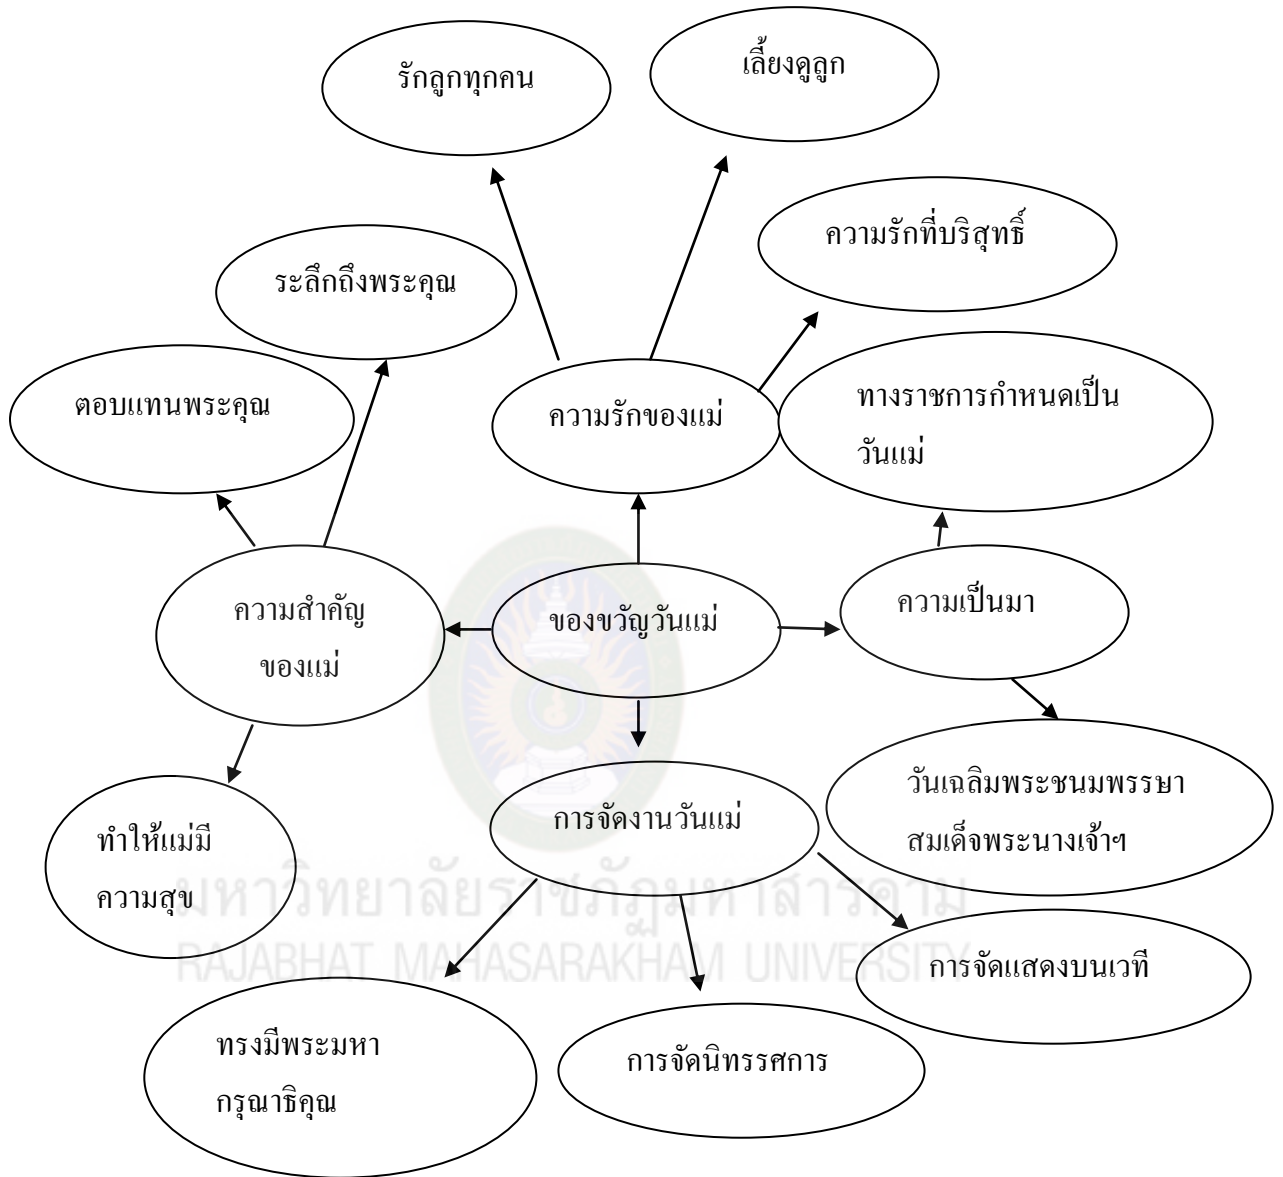 รักลูกทุกคน
เลี้ยงดูลูก
ความรักที่บริสุทธิ์
ระลึกถึงพระคุณ
ตอบแทนพระคุณ
ความรักของแม่
ทางราชการกำหนดเป็น
วันแม่
ความสำคัญ
ของแม่
ของขวัญวันแม่
ความเป็นมา
วันเฉลิมพระชนมพรรษา
สมเด็จพระนางเจ้าฯ
การจัดงานวันแม่
ทำให้แม่มี
ความสุข
มหาวิทยาลัยราชภัฏมหาสารคาม
RAJABHAT MAHASARAKHAM UNIVERSITY
การจัดแสดงบนเวที
ทรงมีพระมหา
กรุณาธิคุณ
การจัดนิทรรศการ